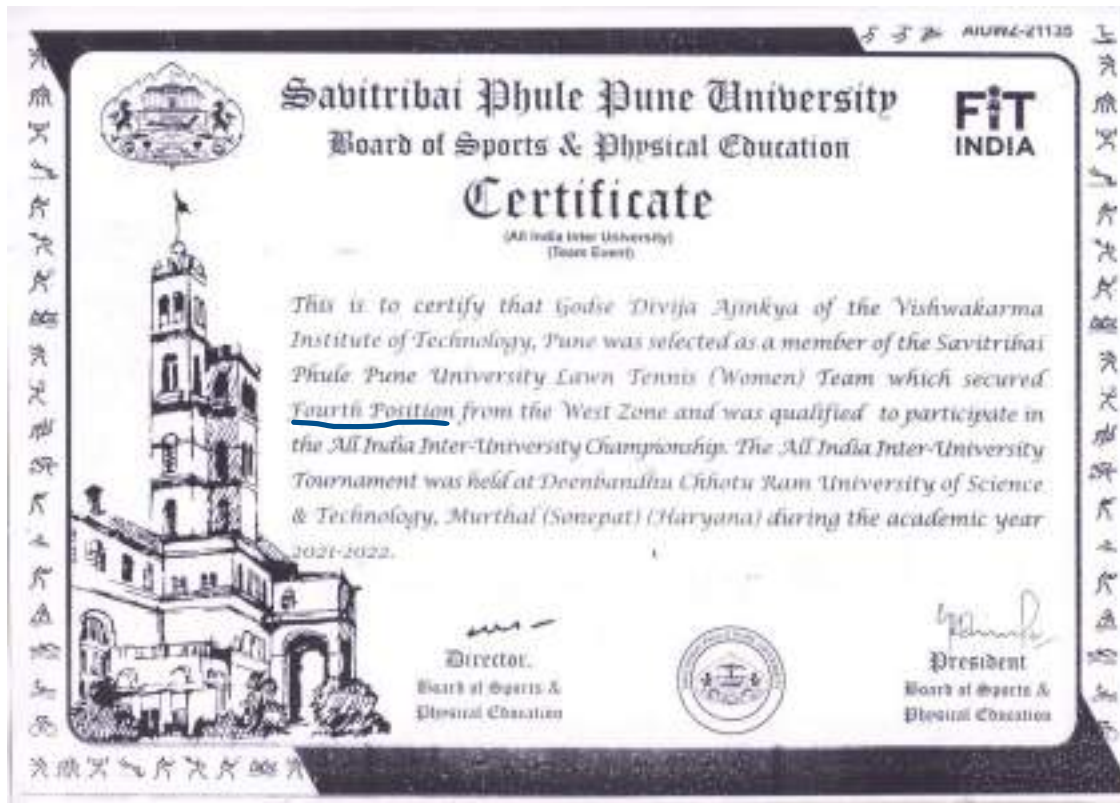 AIUWZ-21135
Savitribai Phule Pune University
FIT
INDIA
Board of Sports & Physical Education
Certificate
(All India Inter University)
(Team Event)
This is to certify that Godse Divija Ajinkya of the Vishwakarma
Institute of Technology, Pune was selected as a member of the Savitribai
Phule Pune University Lawn Tennis (Women) Team which secured
Fourth Position from the West Zone and was qualified to participate in
the All India Inter-University Championship. The All India Inter-University
Tournament was held at Deenbandhu Chhotu Ram University of Science
& Technology, Murthal (Sonepat) (Haryana) during the academic year
2021-2022.
Director.
Board of Sports &
Physical Education
President
Board of Sports &
Physical Education